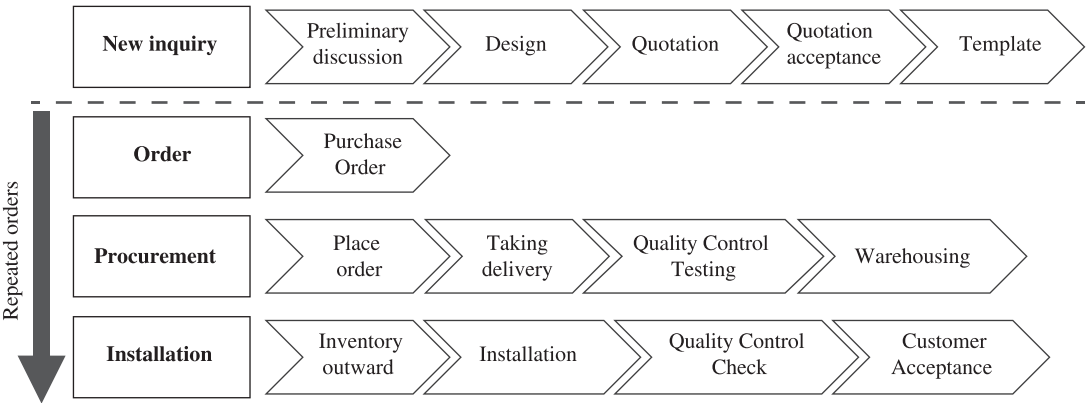 New inquiry
Preliminary
discussion
Design
Quotation
Quotation
acceptance
Template
Repeated orders
Order
Purchase
Order
Procurement
Place
order
Taking
delivery
Quality Control
Testing
Warehousing
Installation
Inventory
outward
Installation
Quality Control
Check
Customer
Acceptance